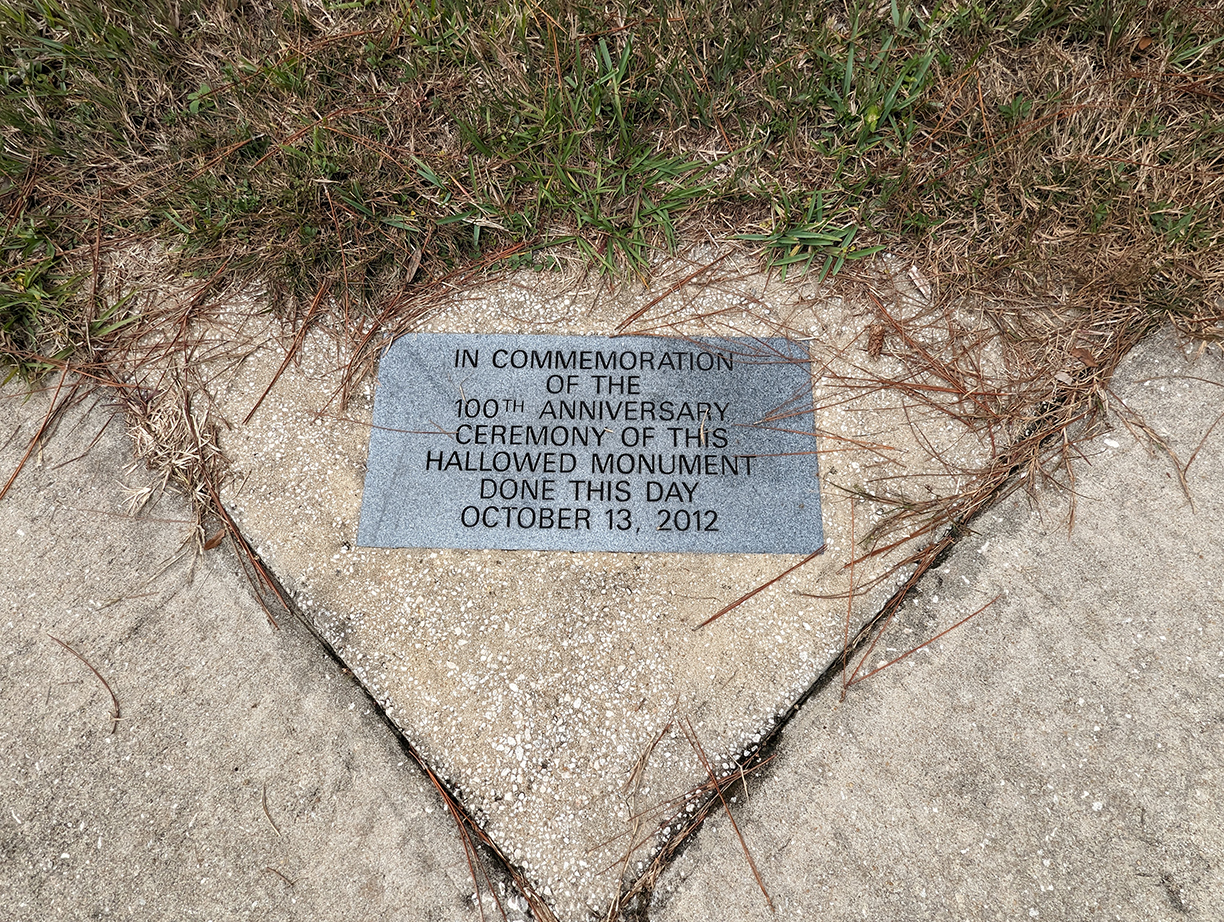 IN COMMEMORATION
OF THE
100TH ANNIVERSARY
CEREMONY OF THIS
HALLOWED MONUMENT
DONE THIS DAY
OCTOBER 13, 2012